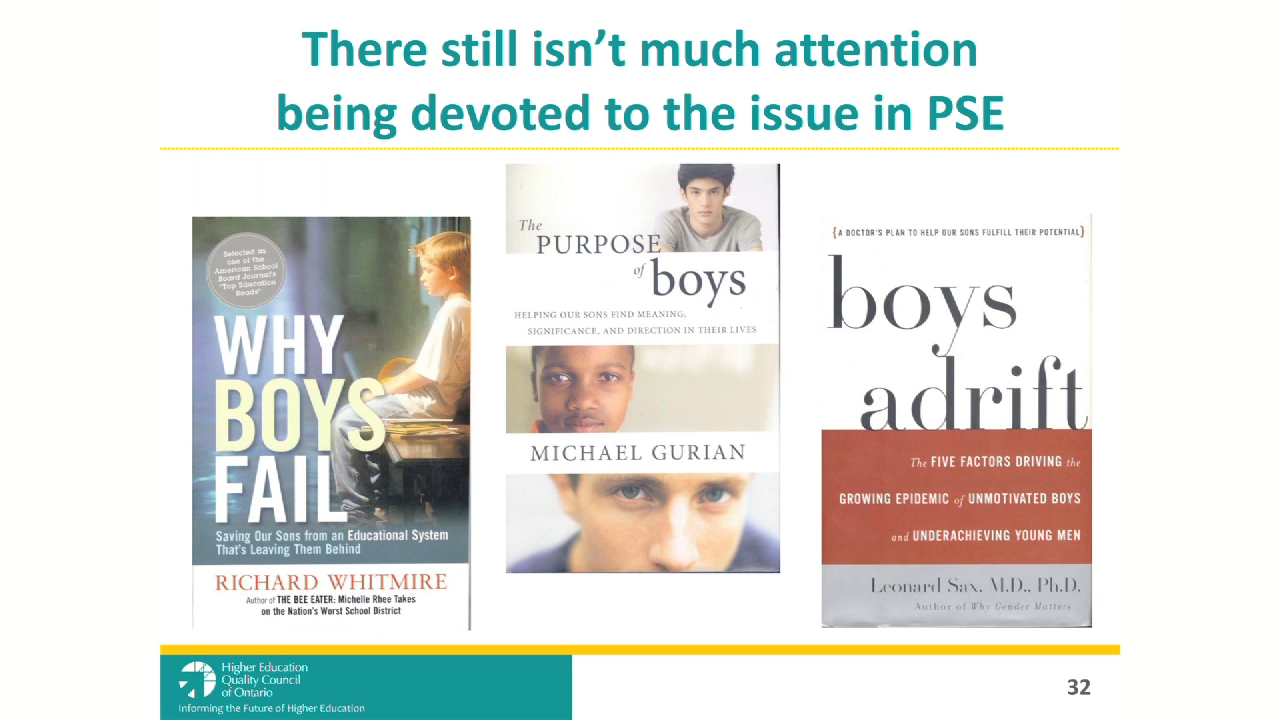 There still isn't much attention
being devoted to the issue in PSE
Selected as
one of the
American School
Board Journal's
"Top Education
Reads"
WHY
BOYS
FAIL
Saving Our Sons from an Educational System
That's Leaving Them Behind
RICHARD WHITMIRE
Author of THE BEE EATER: Michelle Rhee Takes
on the Nation's Worst School District
The
PURPOSE
of boys
HELPING OUR SONS FIND MEANING,
SIGNIFICANCE, AND DIRECTION IN THEIR LIVES
MICHAEL GURIAN
{A DOCTOR'S PLAN TO HELP OUR SONS FULFILL THEIR POTENTIAL}
boys
adrift
The FIVE FACTORS DRIVING the
GROWING EPIDEMIC of UNMOTIVATED BOYS
and UNDERACHIEVING YOUNG MEN
Leonard Sax, M.D., Ph.D.
Author of Why Gender Matters
Higher Education
Quality Council
of Ontario
Informing the Future of Higher Education
32